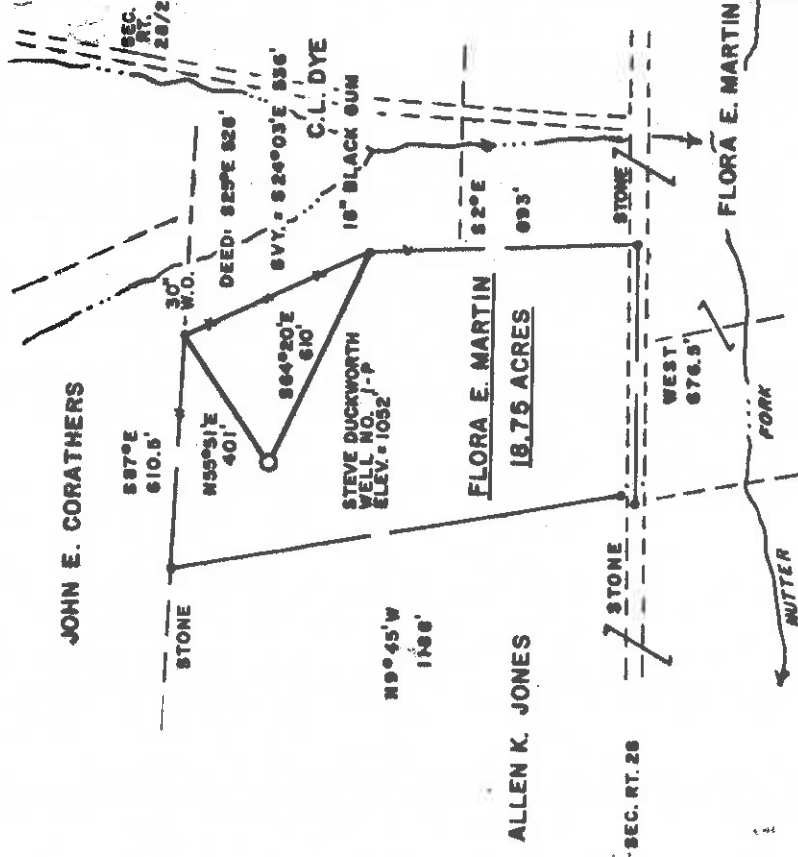 JOHN E. CORATHERS
S87°E
610.5'
SEC.
RT.
28/2
STONE
30"
W.O.
DEED: S25°E 528'
SVY. = S24°03'E 536'
N55°51'E
401'
S64°20'E
610'
C.L. DYE
18" BLACK GUM
STEVE DUCKWORTH
WELL NO. 1-P
ELEV. = 1052'
N9°45'W
1188'
FLORA E. MARTIN
18.75 ACRES
S2°E
893'
ALLEN K. JONES
STONE
STONE
SEC. RT. 28
WEST
676.5'
FLORA E. MARTIN
NUTTER
FORK